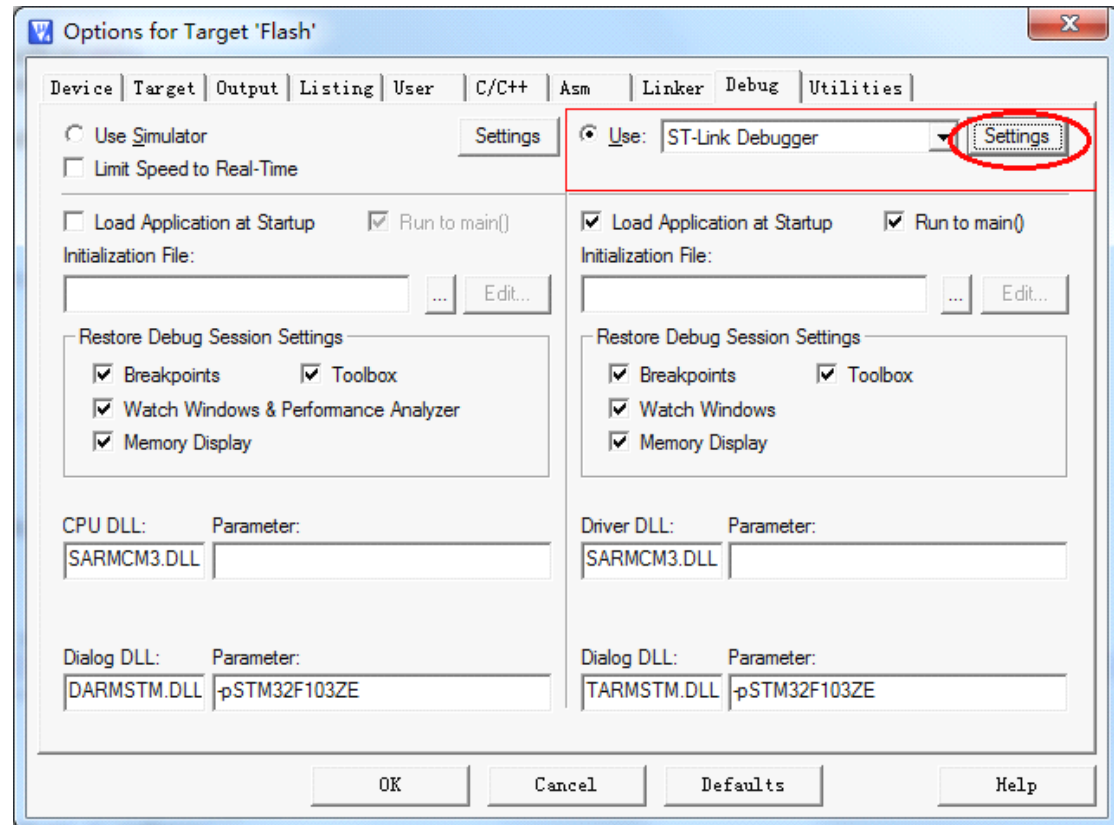 Options for Target 'Flash'
Device Target Output Listing User C/C++ Asm Linker Debug Utilities
Use Simulator Settings
Limit Speed to Real-Time
Use: ST-Link Debugger Settings
Load Application at Startup Run to main()
Initialization File:
... Edit...
Restore Debug Session Settings
Breakpoints Toolbox
Watch Windows & Performance Analyzer
Memory Display
CPU DLL: Parameter:
SARMCM3.DLL
Dialog DLL: Parameter:
DARMSTM.DLL -pSTM32F103ZE
Load Application at Startup Run to main()
Initialization File:
... Edit...
Restore Debug Session Settings
Breakpoints Toolbox
Watch Windows
Memory Display
Driver DLL: Parameter:
SARMCM3.DLL
Dialog DLL: Parameter:
TARMSTM.DLL -pSTM32F103ZE
OK Cancel Defaults Help